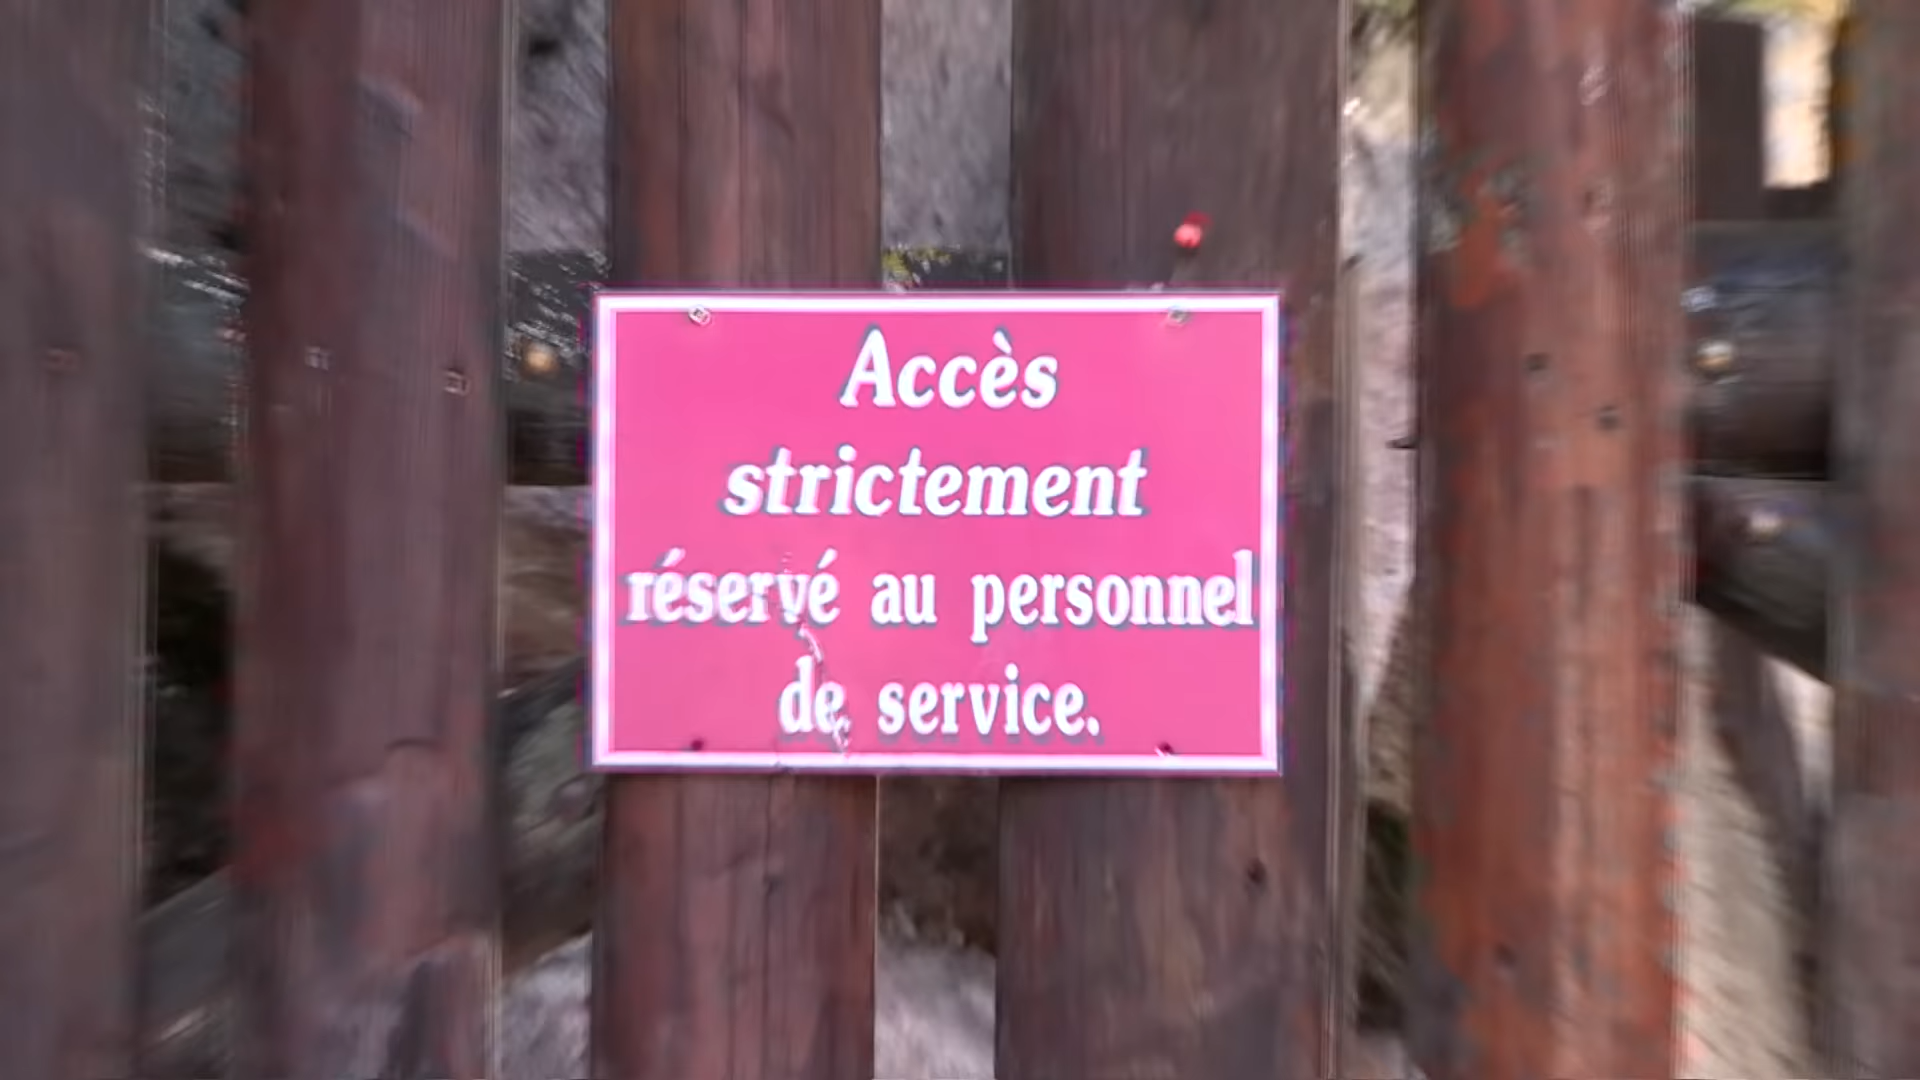 Accès
strictement
réservé au personnel
de service.